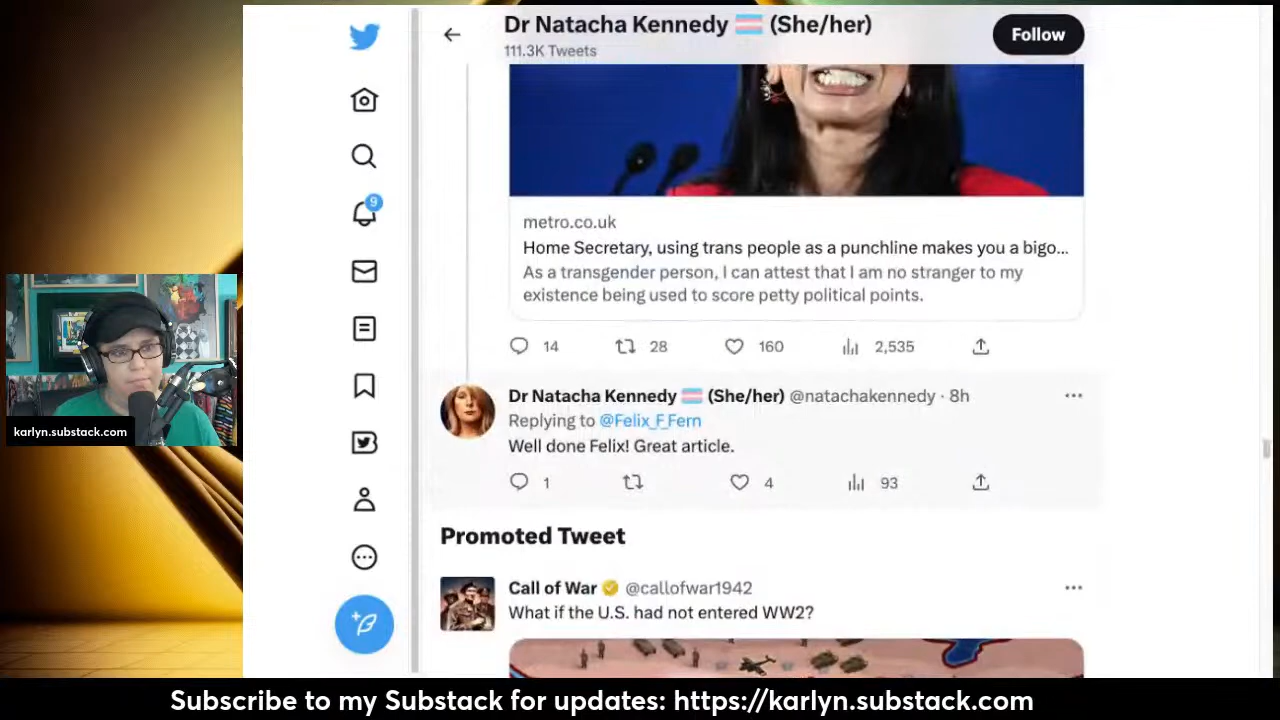 Dr Natacha Kennedy (She/her)
111.3K Tweets
Follow
9
metro.co.uk
Home Secretary, using trans people as a punchline makes you a bigo...
As a transgender person, I can attest that I am no stranger to my
existence being used to score petty political points.
14 28 160 2,535
Dr Natacha Kennedy (She/her) @natachakennedy · 8h
Replying to @Felix_F_Fern
Well done Felix! Great article.
1 4 93
Promoted Tweet
Call of War @callofwar1942
What if the U.S. had not entered WW2?
karlyn.substack.com
Subscribe to my Substack for updates: https://karlyn.substack.com